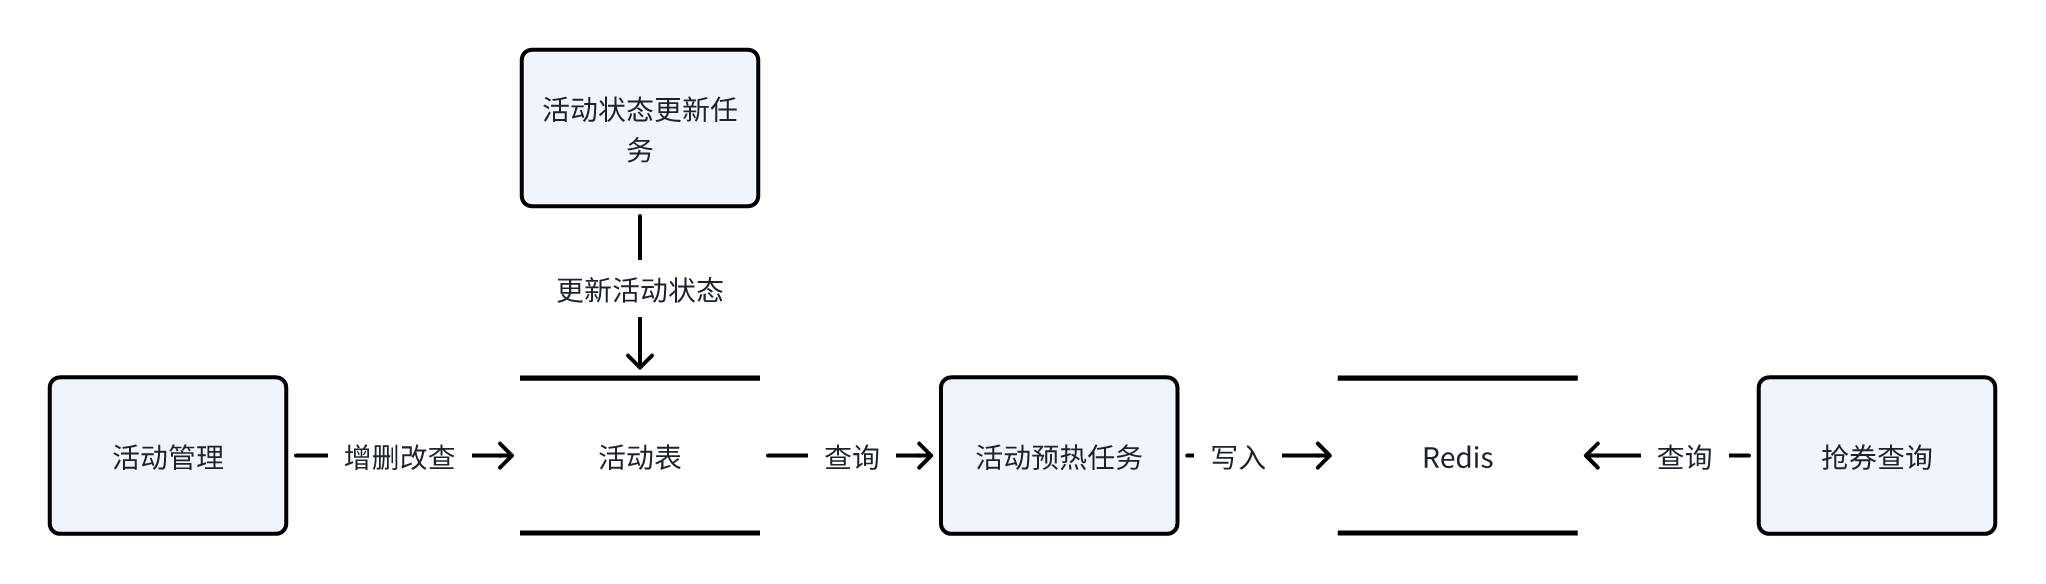 活动状态更新任
务
更新活动状态
活动管理
增删改查
活动表
查询
活动预热任务
写入
Redis
查询
抢券查询